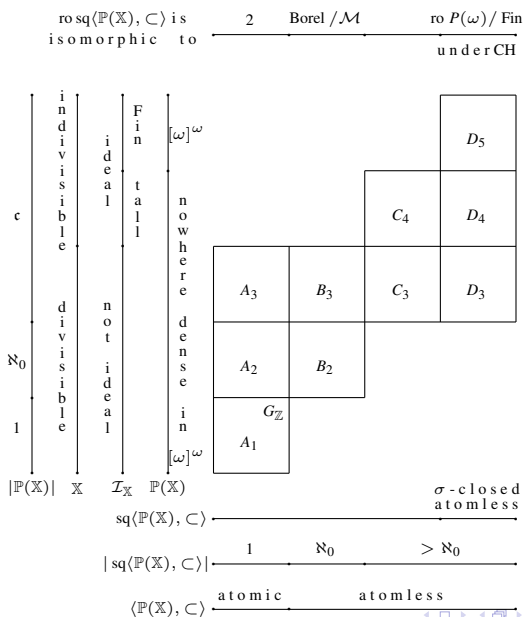 ro sq⟨ℙ(𝕏), ⊂⟩ is
isomorphic to
2
Borel / ℳ
ro P(ω)/ Fin
under CH
𝔠
ℵ₀
1
indivisible
divisible
ideal
not ideal
Fin
tall
[ω]^ω
nowhere dense in
[ω]^ω
D₅
C₄ D₄
A₃ B₃ C₃ D₃
A₂ B₂
G_ℤ
A₁
|ℙ(𝕏)| 𝕏 ℐ_𝕏 ℙ(𝕏)
σ-closed
atomless
sq⟨ℙ(𝕏), ⊂⟩
| sq⟨ℙ(𝕏), ⊂⟩| 1 ℵ₀ > ℵ₀
⟨ℙ(𝕏), ⊂⟩ atomic atomless